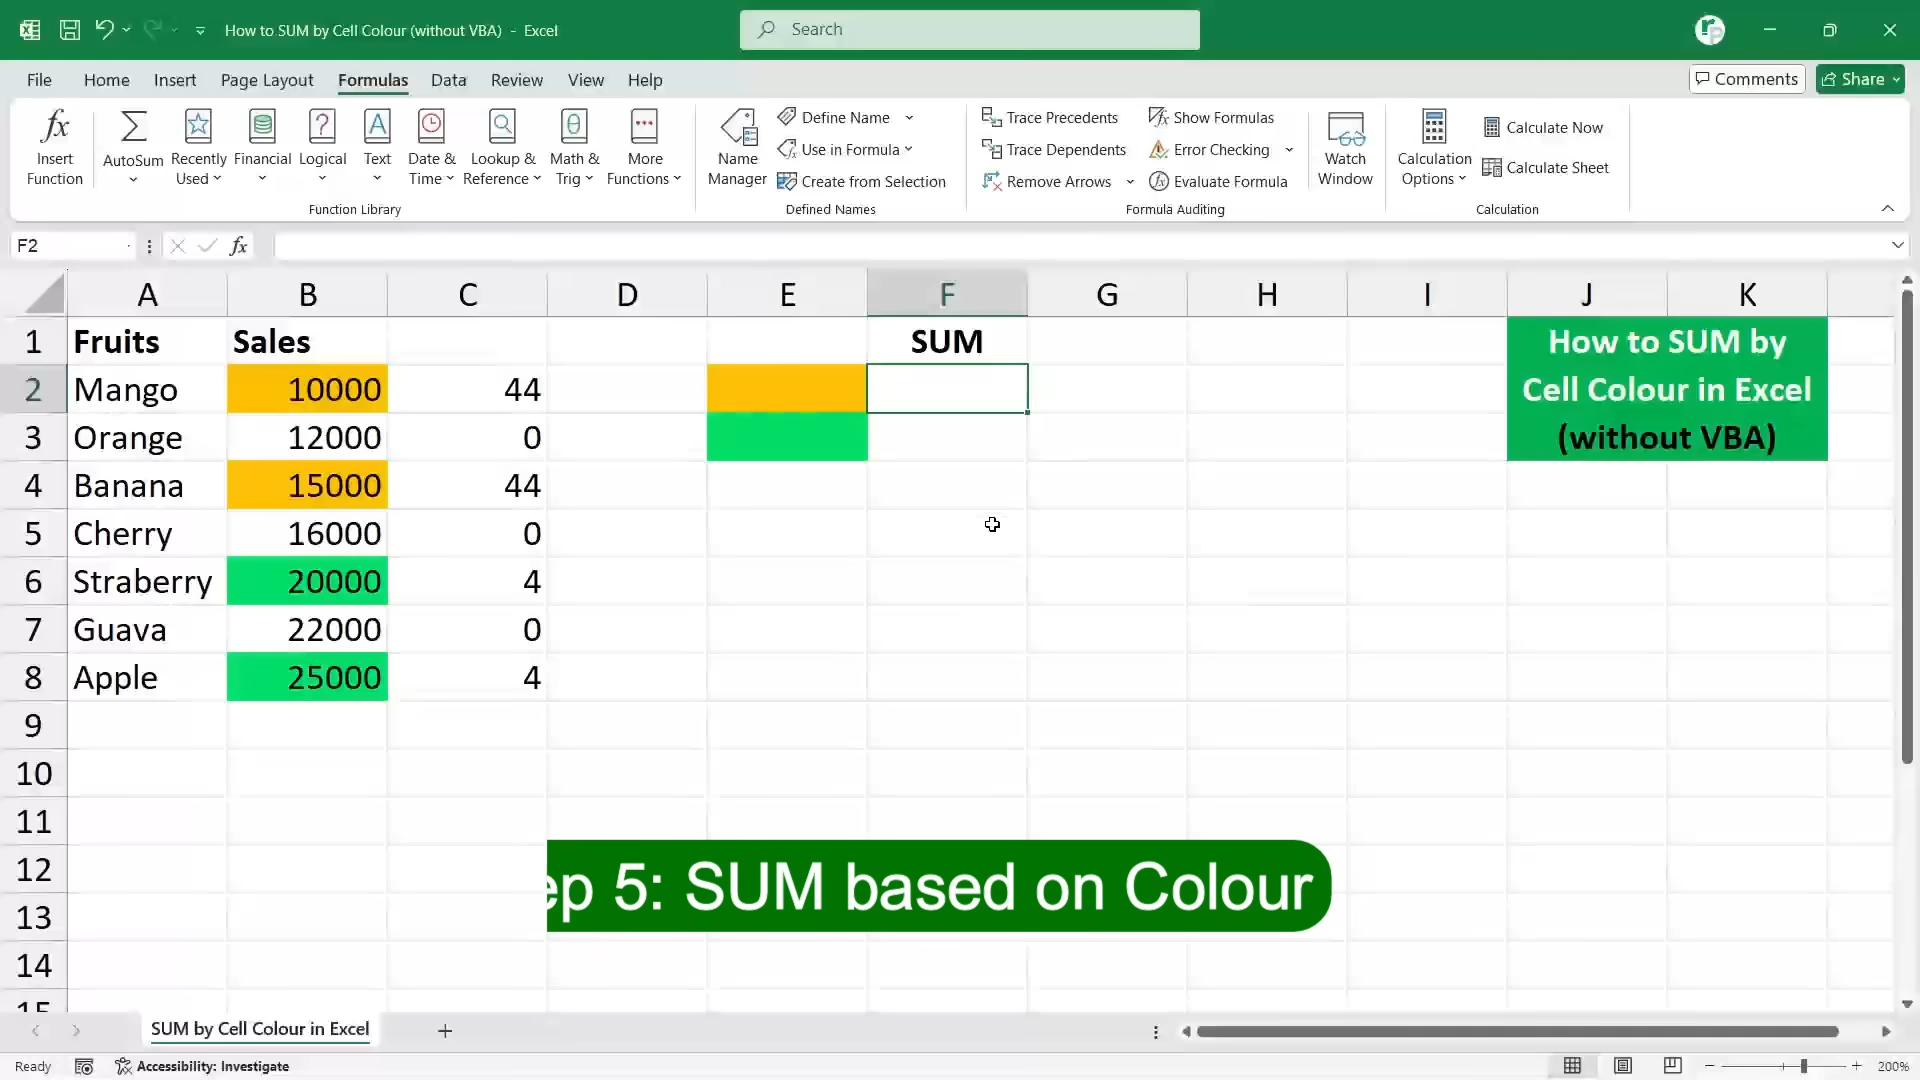 How to SUM by Cell Colour (without VBA) - Excel
Search
File Home Insert Page Layout Formulas Data Review View Help
Comments Share
Insert Function
AutoSum
Recently Used
Financial
Logical
Text
Date & Time
Lookup & Reference
Math & Trig
More Functions
Function Library
Name Manager
Define Name
Use in Formula
Create from Selection
Defined Names
Trace Precedents
Trace Dependents
Remove Arrows
Show Formulas
Error Checking
Evaluate Formula
Formula Auditing
Watch Window
Calculation Options
Calculate Now
Calculate Sheet
Calculation
F2 fx
A B C D E F G H I J K
1 Fruits Sales SUM
2 Mango 10000 44
3 Orange 12000 0
4 Banana 15000 44
5 Cherry 16000 0
6 Straberry 20000 4
7 Guava 22000 0
8 Apple 25000 4
9
10
11
12
13
14
15
How to SUM by
Cell Colour in Excel
(without VBA)
ep 5: SUM based on Colour
SUM by Cell Colour in Excel
Ready Accessibility: Investigate 200%